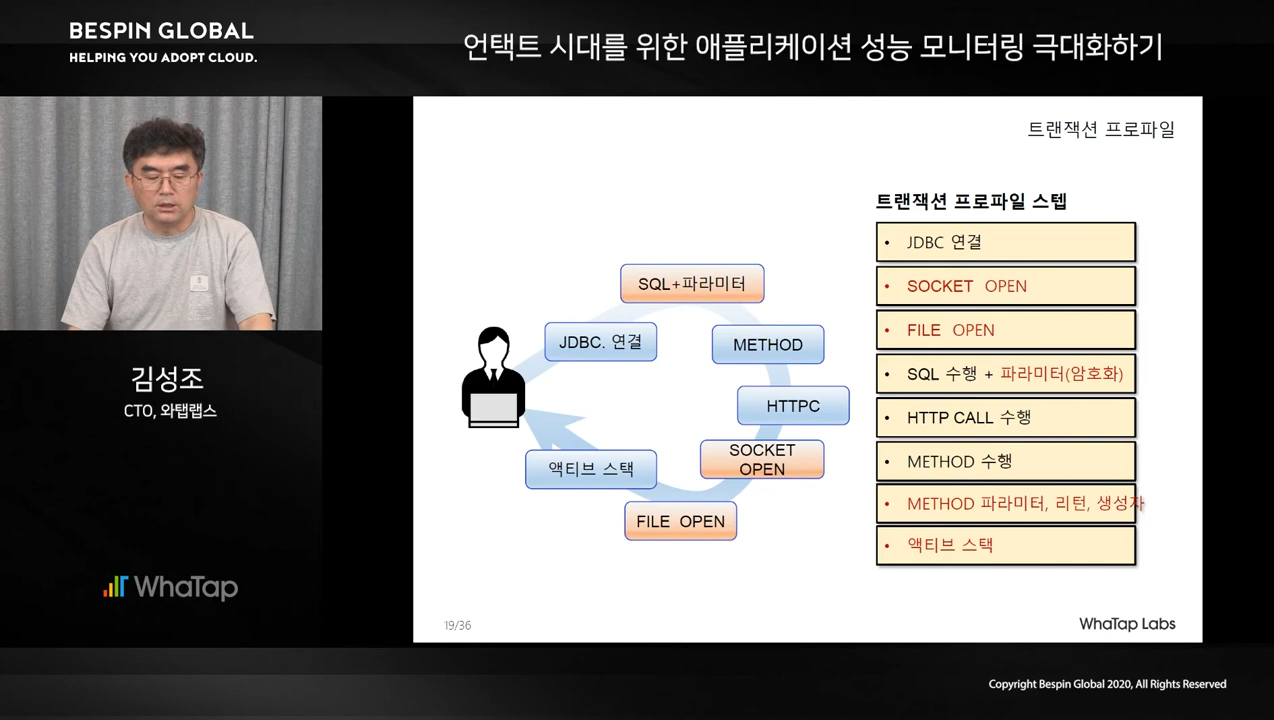 BESPIN GLOBAL
HELPING YOU ADOPT CLOUD.
언택트 시대를 위한 애플리케이션 성능 모니터링 극대화하기
김성조
CTO, 와탭랩스
WhaTap
트랜잭션 프로파일
SQL+파라미터
JDBC. 연결
METHOD
HTTPC
SOCKET
OPEN
액티브 스택
FILE OPEN
트랜잭션 프로파일 스텝
• JDBC 연결
• SOCKET OPEN
• FILE OPEN
• SQL 수행 + 파라미터(암호화)
• HTTP CALL 수행
• METHOD 수행
• METHOD 파라미터, 리턴, 생성자
• 액티브 스택
19/36
WhaTap Labs
Copyright Bespin Global 2020, All Rights Reserved